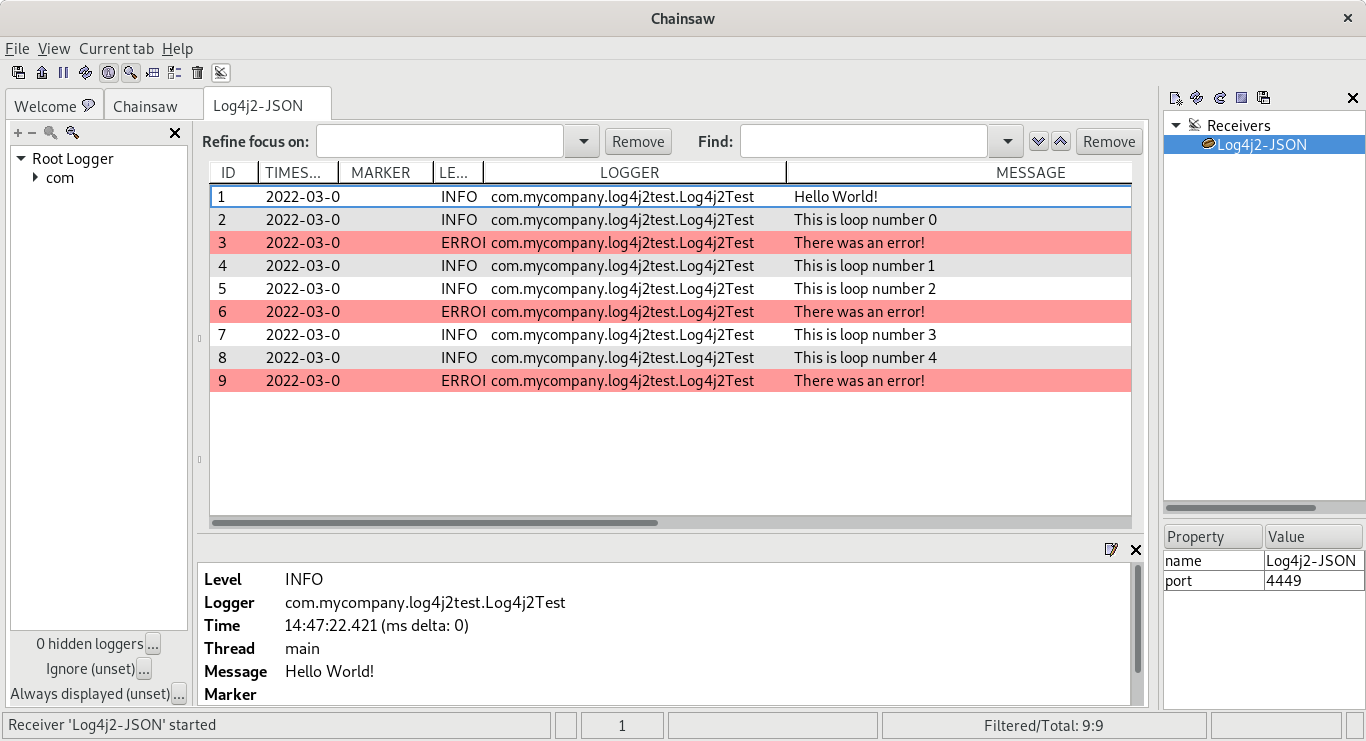 Chainsaw
File View Current tab Help
Welcome Chainsaw Log4j2-JSON
Root Logger
com
0 hidden loggers ...
Ignore (unset) ...
Always displayed (unset) ...
Refine focus on: Remove Find: Remove
ID TIMES... MARKER LE... LOGGER MESSAGE
1 2022-03-0 INFO com.mycompany.log4j2test.Log4j2Test Hello World!
2 2022-03-0 INFO com.mycompany.log4j2test.Log4j2Test This is loop number 0
3 2022-03-0 ERROI com.mycompany.log4j2test.Log4j2Test There was an error!
4 2022-03-0 INFO com.mycompany.log4j2test.Log4j2Test This is loop number 1
5 2022-03-0 INFO com.mycompany.log4j2test.Log4j2Test This is loop number 2
6 2022-03-0 ERROI com.mycompany.log4j2test.Log4j2Test There was an error!
7 2022-03-0 INFO com.mycompany.log4j2test.Log4j2Test This is loop number 3
8 2022-03-0 INFO com.mycompany.log4j2test.Log4j2Test This is loop number 4
9 2022-03-0 ERROI com.mycompany.log4j2test.Log4j2Test There was an error!
Level INFO
Logger com.mycompany.log4j2test.Log4j2Test
Time 14:47:22.421 (ms delta: 0)
Thread main
Message Hello World!
Marker
Receivers
Log4j2-JSON
Property Value
name Log4j2-JSON
port 4449
Receiver 'Log4j2-JSON' started 1 Filtered/Total: 9:9